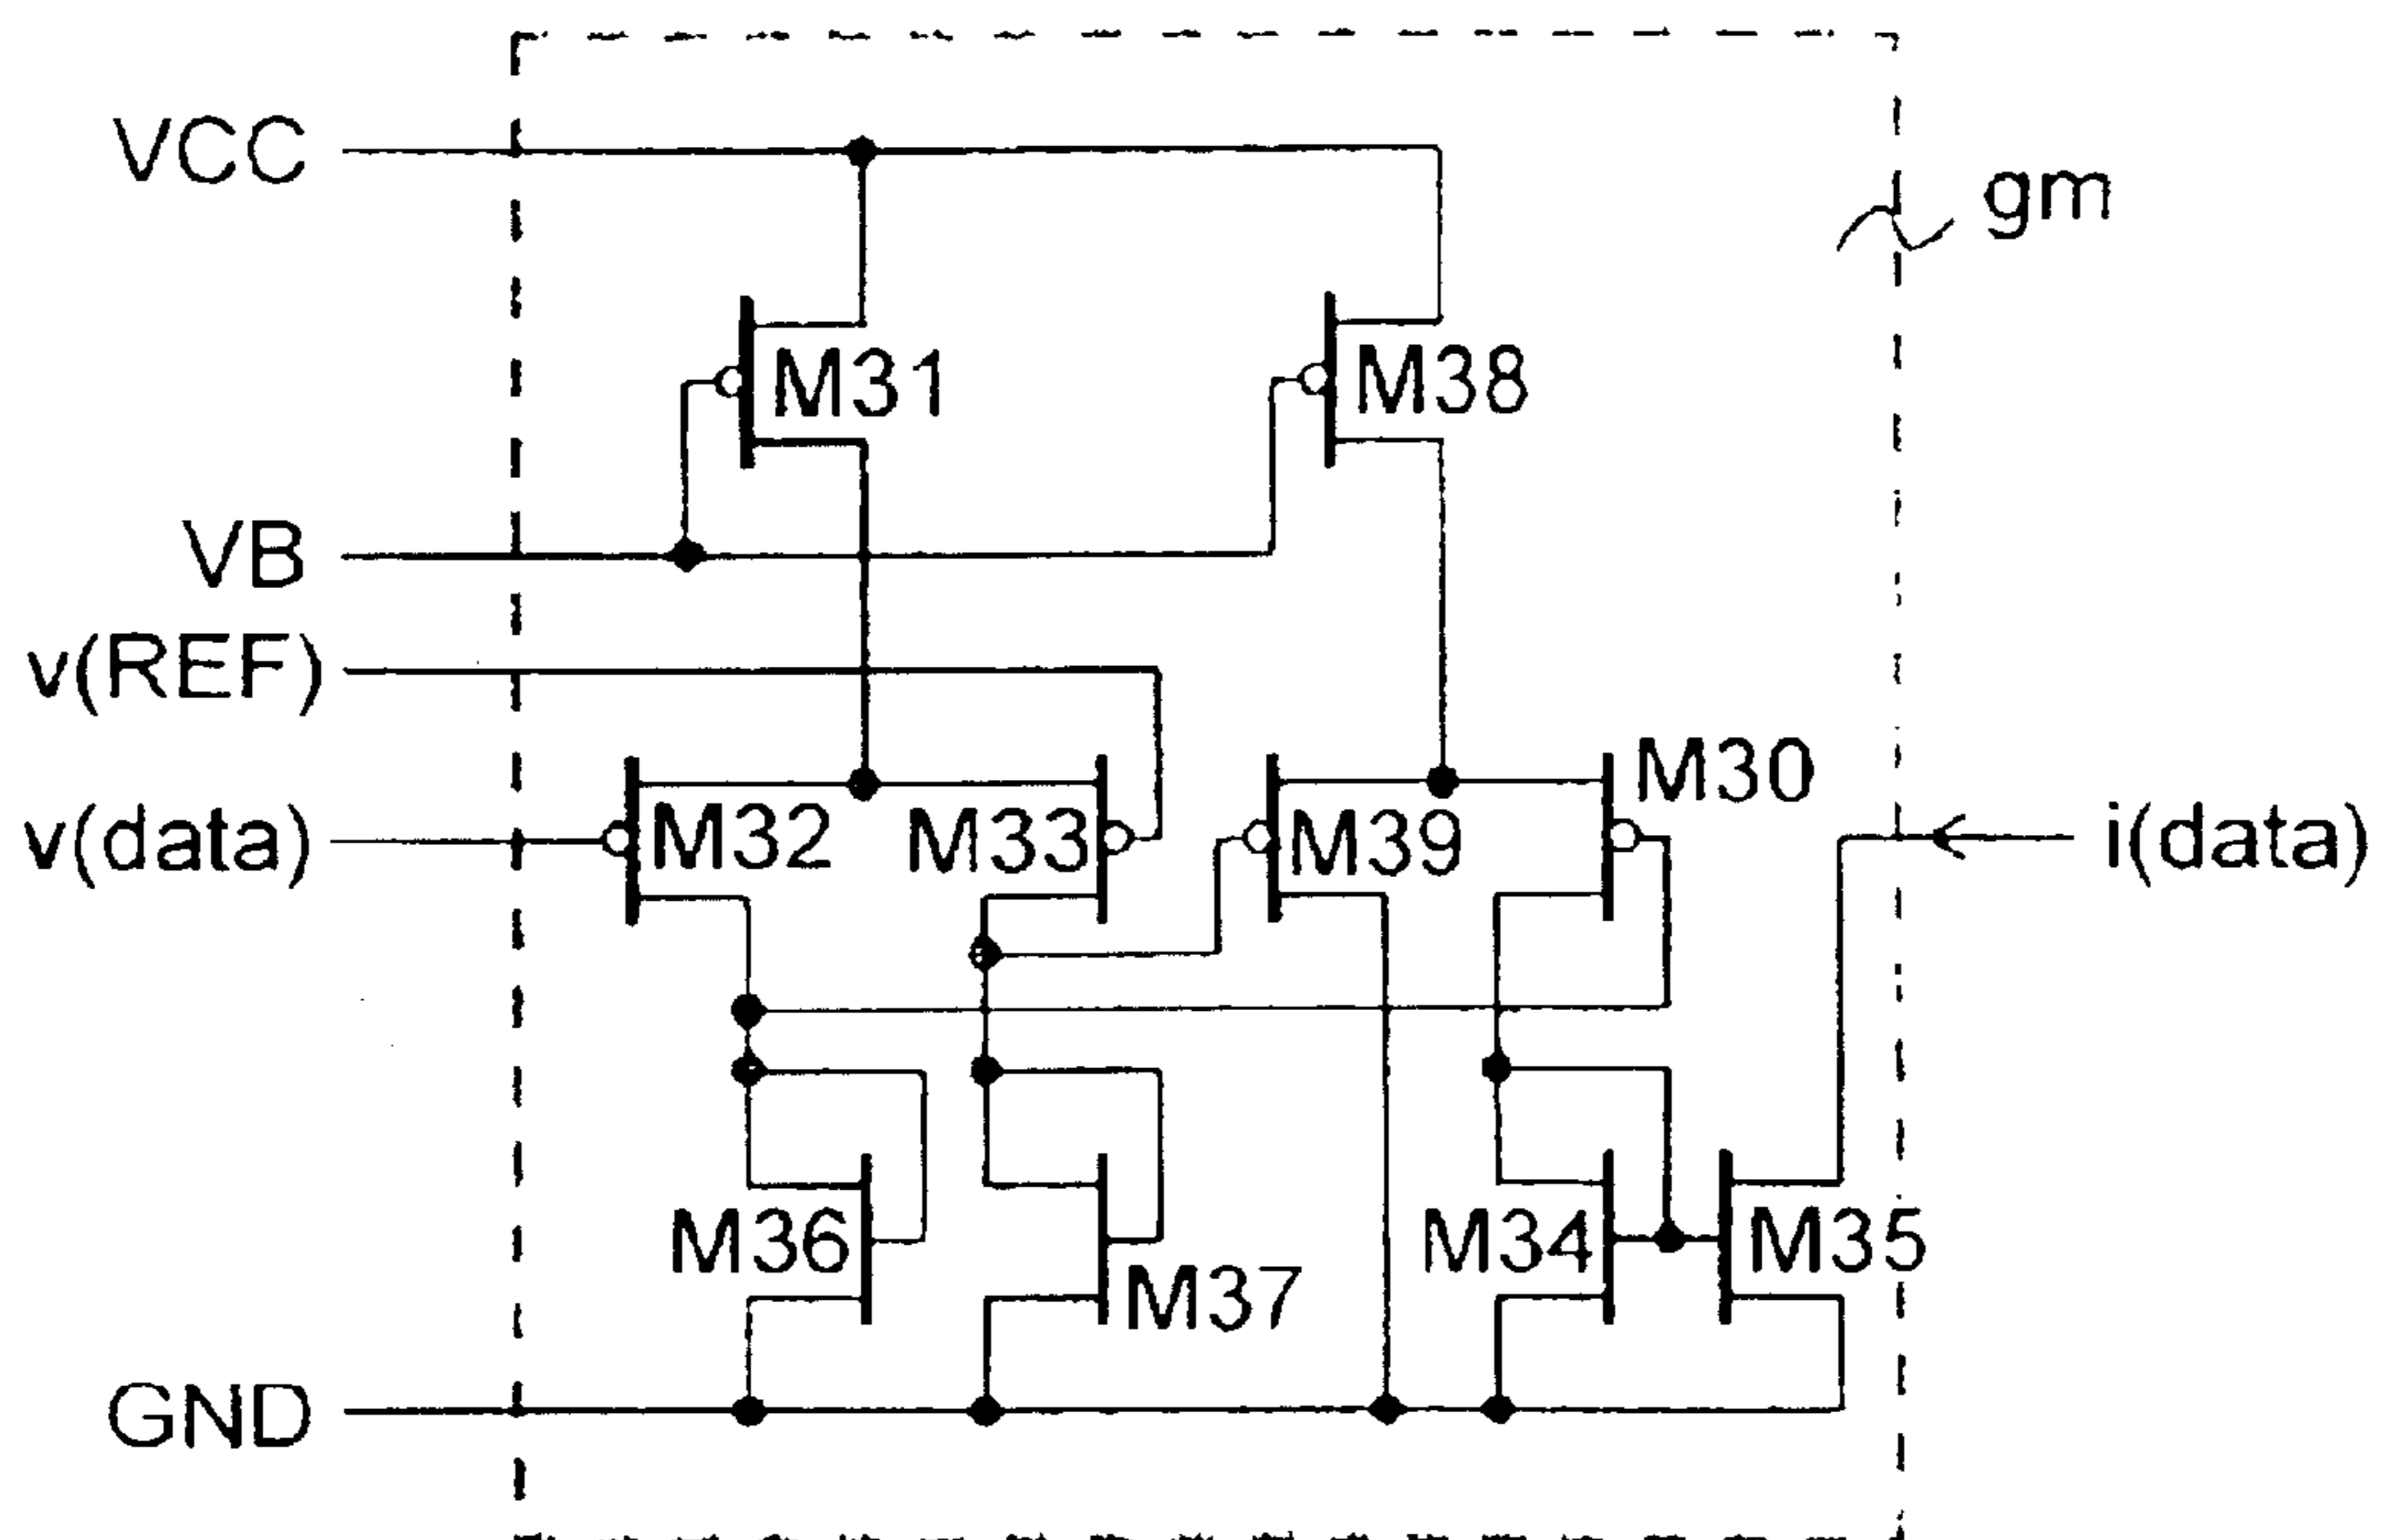 VCC
gm
M31
M38
VB
v(REF)
M30
v(data)
M32
M33
M39
i(data)
M36
M37
M34
M35
GND